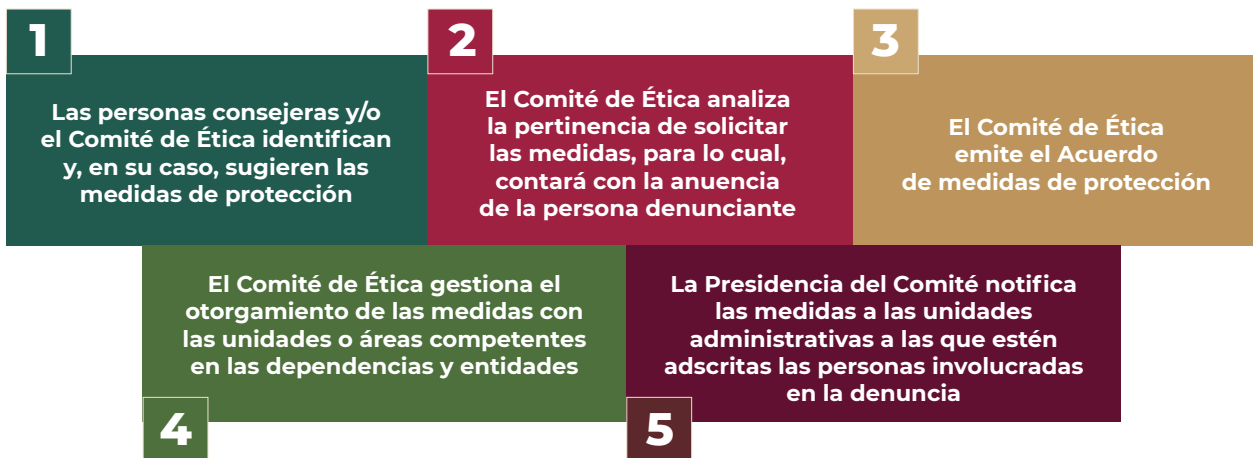 1
Las personas consejeras y/o
el Comité de Ética identifican
y, en su caso, sugieren las
medidas de protección
2
El Comité de Ética analiza
la pertinencia de solicitar
las medidas, para lo cual,
contará con la anuencia
de la persona denunciante
3
El Comité de Ética
emite el Acuerdo
de medidas de protección
4
El Comité de Ética gestiona el
otorgamiento de las medidas con
las unidades o áreas competentes
en las dependencias y entidades
5
La Presidencia del Comité notifica
las medidas a las unidades
administrativas a las que estén
adscritas las personas involucradas
en la denuncia